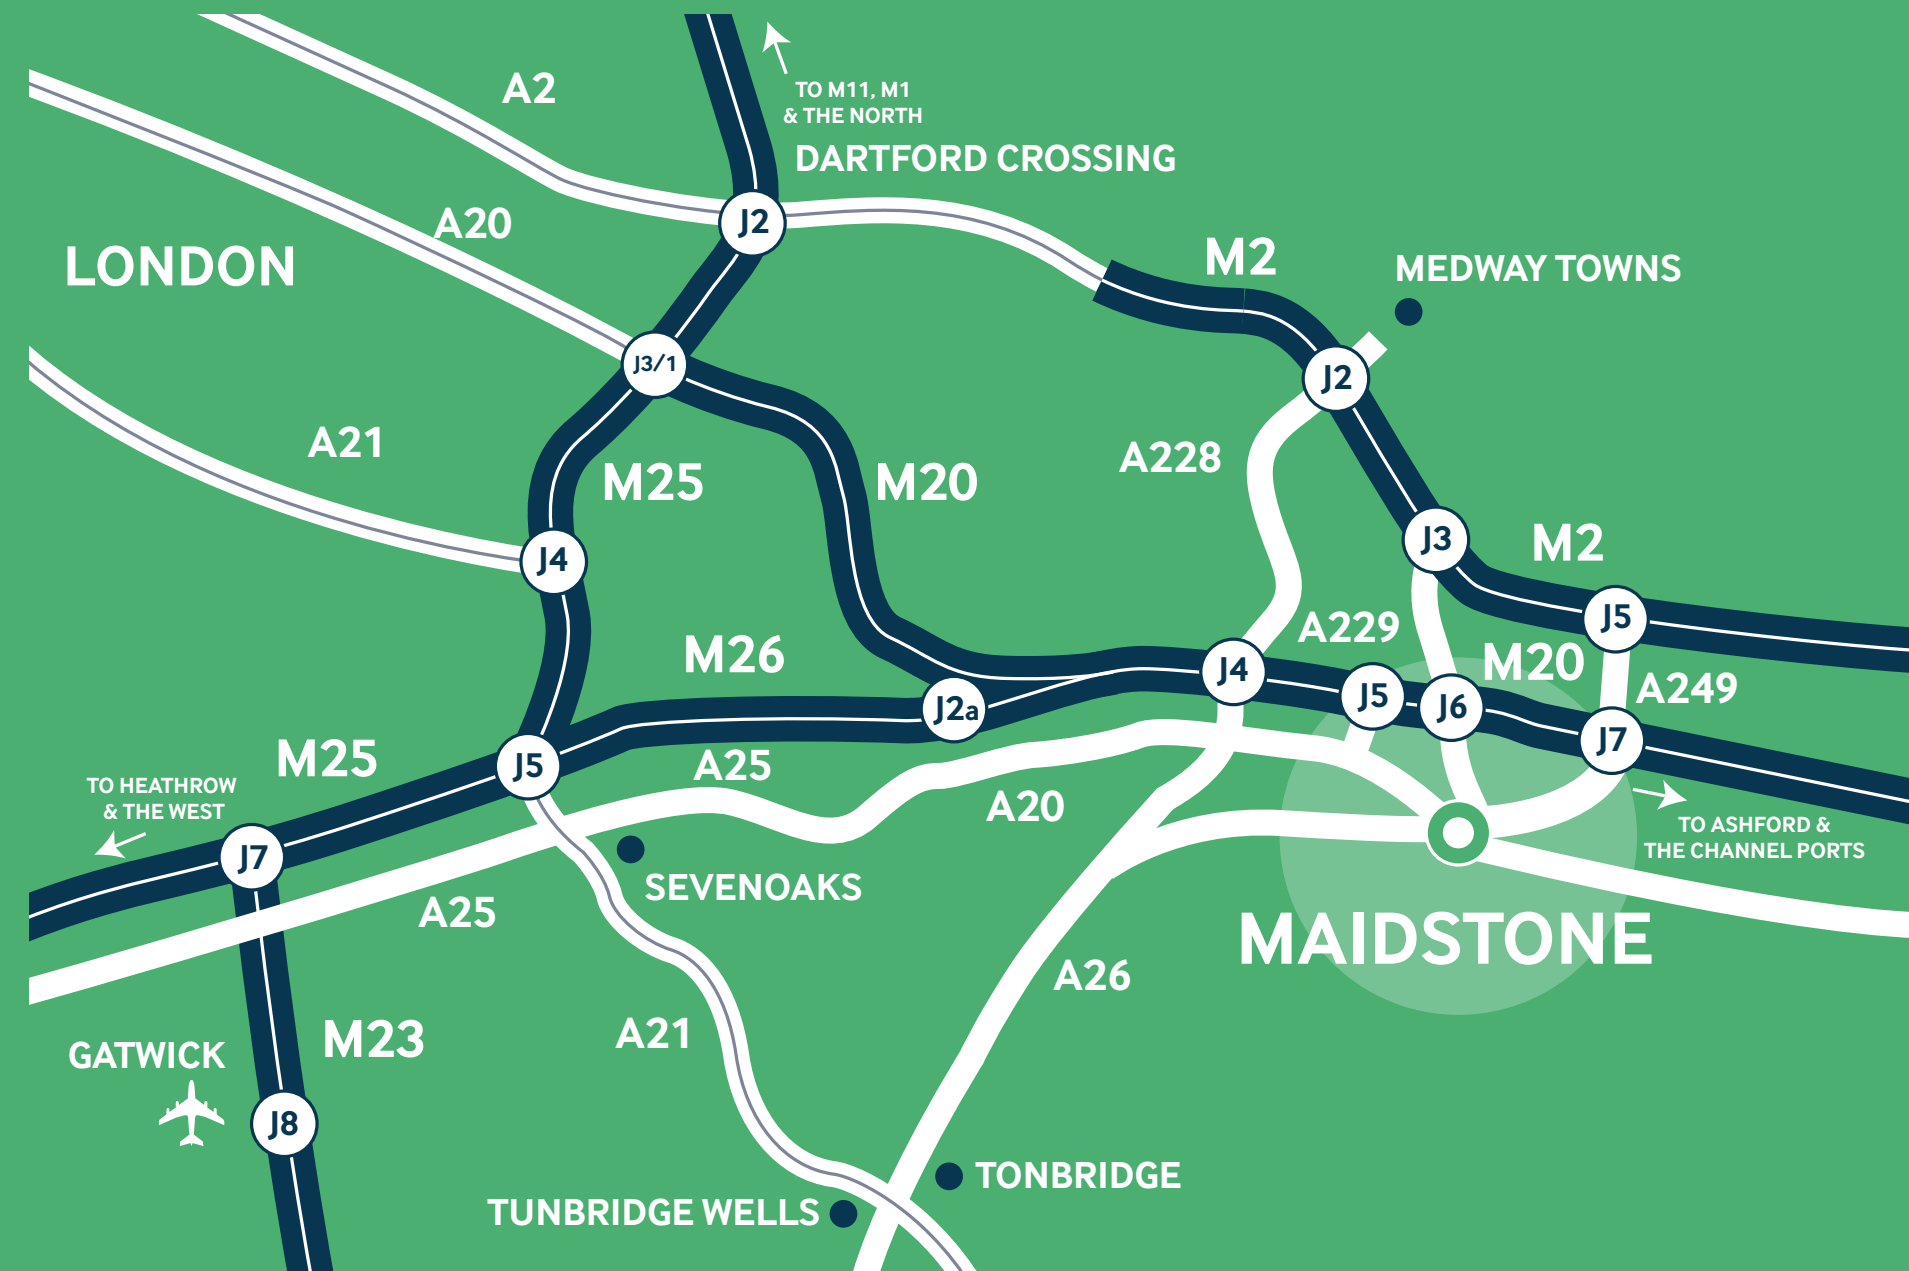 A2
TO M11, M1
& THE NORTH
DARTFORD CROSSING
A20
J2
LONDON
M2
MEDWAY TOWNS
J3/1
J2
A21
M25
M20
A228
J4
J3
M2
J5
A229
M26
M20
J4
J5
J6
A249
J2a
J7
M25
J5
A25
A20
TO HEATHROW
& THE WEST
J7
TO ASHFORD &
THE CHANNEL PORTS
SEVENOAKS
A25
MAIDSTONE
A26
A21
M23
GATWICK
J8
TONBRIDGE
TUNBRIDGE WELLS